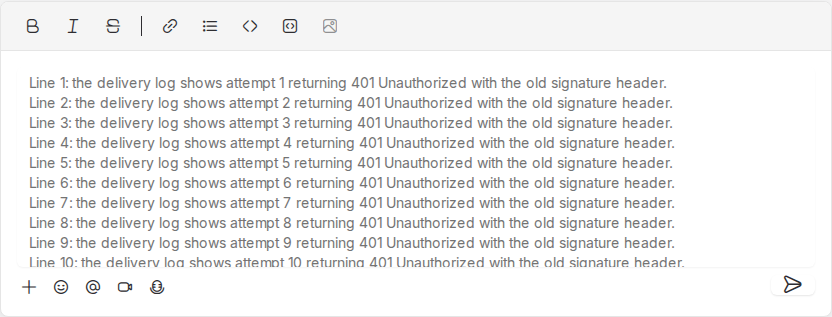 Line 1: the delivery log shows attempt 1 returning 401 Unauthorized with the old signature header.
Line 2: the delivery log shows attempt 2 returning 401 Unauthorized with the old signature header.
Line 3: the delivery log shows attempt 3 returning 401 Unauthorized with the old signature header.
Line 4: the delivery log shows attempt 4 returning 401 Unauthorized with the old signature header.
Line 5: the delivery log shows attempt 5 returning 401 Unauthorized with the old signature header.
Line 6: the delivery log shows attempt 6 returning 401 Unauthorized with the old signature header.
Line 7: the delivery log shows attempt 7 returning 401 Unauthorized with the old signature header.
Line 8: the delivery log shows attempt 8 returning 401 Unauthorized with the old signature header.
Line 9: the delivery log shows attempt 9 returning 401 Unauthorized with the old signature header.
Line 10: the delivery log shows attempt 10 returning 401 Unauthorized with the old signature header.